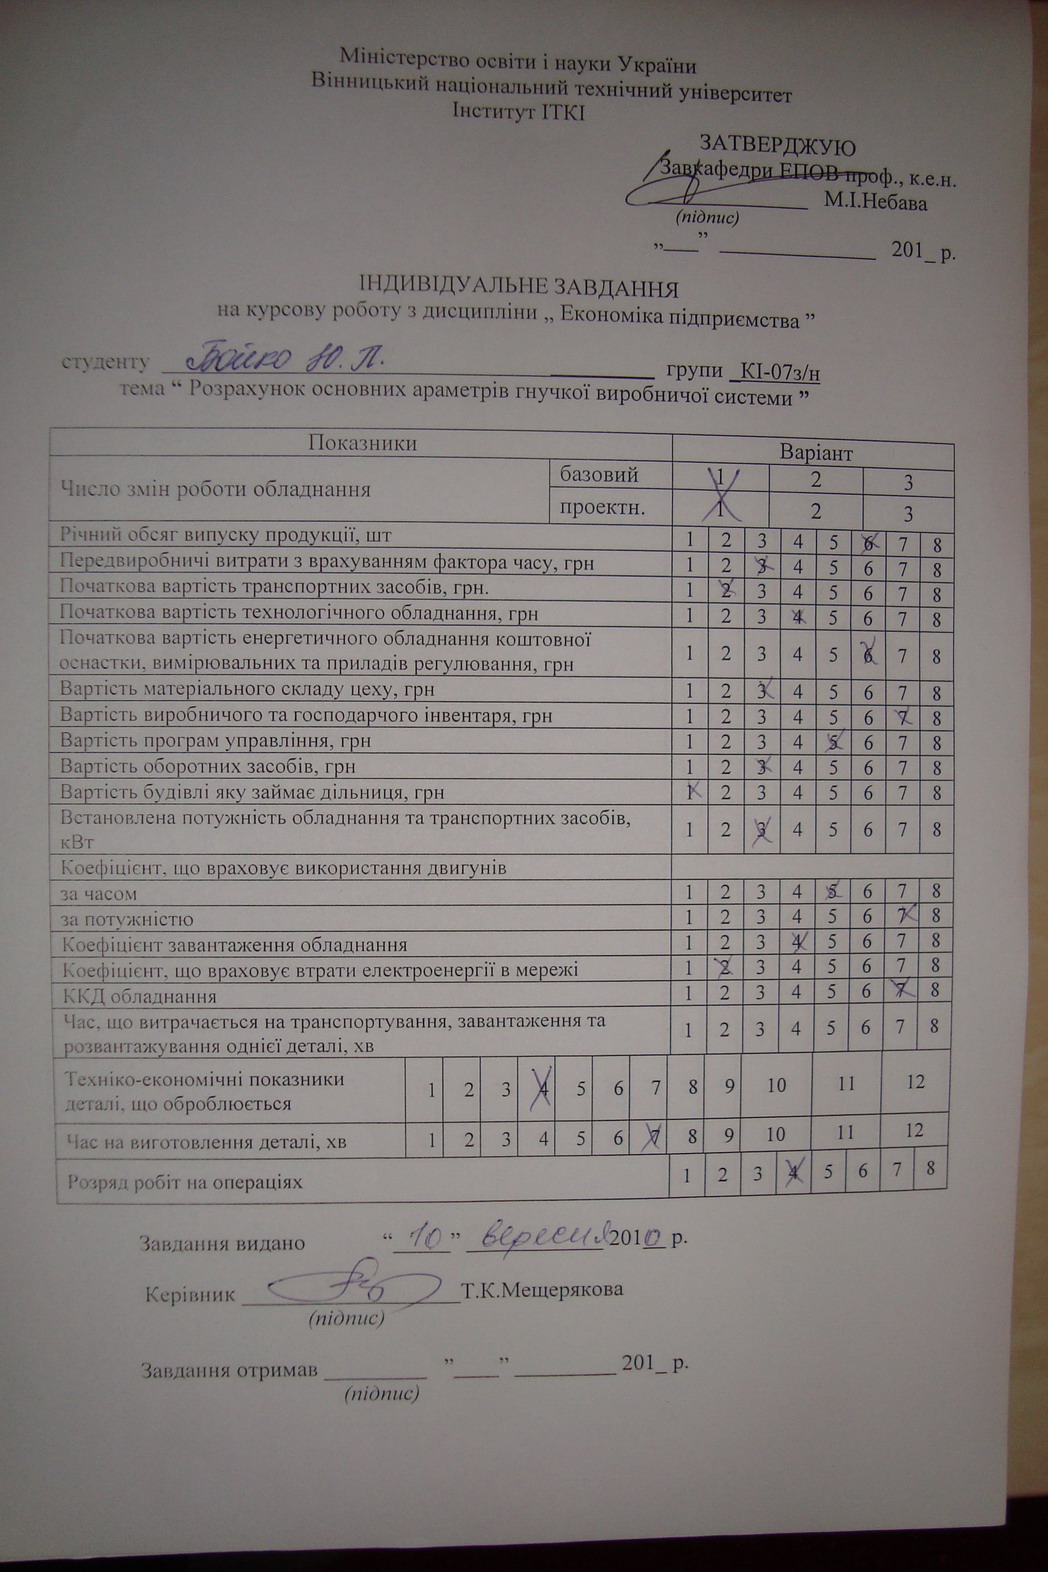 Міністерство освіти і науки України
Вінницький національний технічний університет
Інститут ІТКІ
ЗАТВЕРДЖУЮ
Зав.кафедри ЕПОВ проф., к.е.н.
М.І.Небава
(підпис)
„___” ______________ 201_ р.
ІНДИВІДУАЛЬНЕ ЗАВДАННЯ
на курсову роботу з дисципліни „ Економіка підприємства ”
студенту Бойко Ю. П. групи _КІ-07з/н
тема “ Розрахунок основних араметрів гнучкої виробничої системи ”
Показники Варіант
Число змін роботи обладнання базовий 1 2 3
проектн. 1 2 3
Річний обсяг випуску продукції, шт 1 2 3 4 5 6 7 8
Передвиробничі витрати з врахуванням фактора часу, грн 1 2 3 4 5 6 7 8
Початкова вартість транспортних засобів, грн. 1 2 3 4 5 6 7 8
Початкова вартість технологічного обладнання, грн 1 2 3 4 5 6 7 8
Початкова вартість енергетичного обладнання коштовної
оснастки, вимірювальних та приладів регулювання, грн 1 2 3 4 5 6 7 8
Вартість матеріального складу цеху, грн 1 2 3 4 5 6 7 8
Вартість виробничого та господарчого інвентаря, грн 1 2 3 4 5 6 7 8
Вартість програм управління, грн 1 2 3 4 5 6 7 8
Вартість оборотних засобів, грн 1 2 3 4 5 6 7 8
Вартість будівлі яку займає дільниця, грн 1 2 3 4 5 6 7 8
Встановлена потужність обладнання та транспортних засобів,
кВт 1 2 3 4 5 6 7 8
Коефіцієнт, що враховує використання двигунів
за часом 1 2 3 4 5 6 7 8
за потужністю 1 2 3 4 5 6 7 8
Коефіцієнт завантаження обладнання 1 2 3 4 5 6 7 8
Коефіцієнт, що враховує втрати електроенергії в мережі 1 2 3 4 5 6 7 8
ККД обладнання 1 2 3 4 5 6 7 8
Час, що витрачається на транспортування, завантаження та
розвантажування однієї деталі, хв 1 2 3 4 5 6 7 8
Техніко-економічні показники
деталі, що оброблюється 1 2 3 4 5 6 7 8 9 10 11 12
Час на виготовлення деталі, хв 1 2 3 4 5 6 7 8 9 10 11 12
Розряд робіт на операціях 1 2 3 4 5 6 7 8
Завдання видано “ 10 ” вересня 2010 р.
Керівник ____________________Т.К.Мещерякова
(підпис)
Завдання отримав _________ ”____” _________ 201_ р.
(підпис)